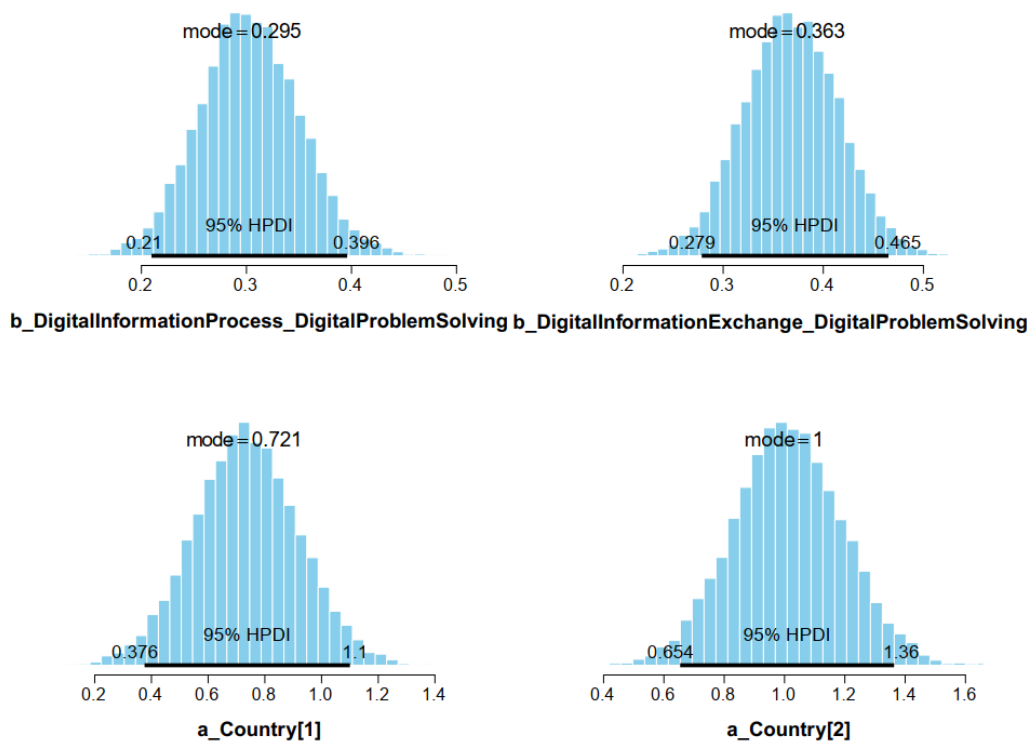 mode = 0.295
95% HPDI
0.21 0.396
0.2 0.3 0.4 0.5
b_DigitalInformationProcess_DigitalProblemSolving
mode = 0.363
95% HPDI
0.279 0.465
0.2 0.3 0.4 0.5
b_DigitalInformationExchange_DigitalProblemSolving
mode = 0.721
95% HPDI
0.376 1.1
0.2 0.4 0.6 0.8 1.0 1.2 1.4
a_Country[1]
mode = 1
95% HPDI
0.654 1.36
0.4 0.6 0.8 1.0 1.2 1.4 1.6
a_Country[2]